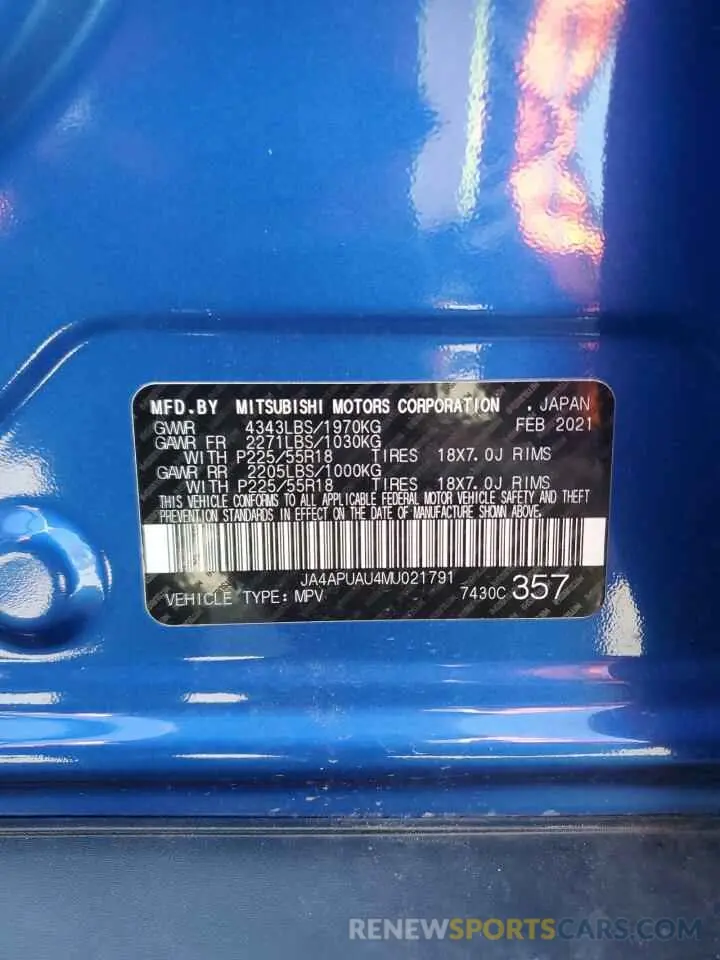 MFD.BY MITSUBISHI MOTORS CORPORATION . JAPAN
GVWR 4343LBS/1970KG FEB 2021
GAWR FR 2271LBS/1030KG
WITH P225/55R18 TIRES 18X7.0J RIMS
GAWR RR 2205LBS/1000KG
WITH P225/55R18 TIRES 18X7.0J RIMS
THIS VEHICLE CONFORMS TO ALL APPLICABLE FEDERAL MOTOR VEHICLE SAFETY AND THEFT
PREVENTION STANDARDS IN EFFECT ON THE DATE OF MANUFACTURE SHOWN ABOVE.
JA4APUAU4MU021791
VEHICLE TYPE: MPV 7430C 357
RENEWSPORTSCARS.COM